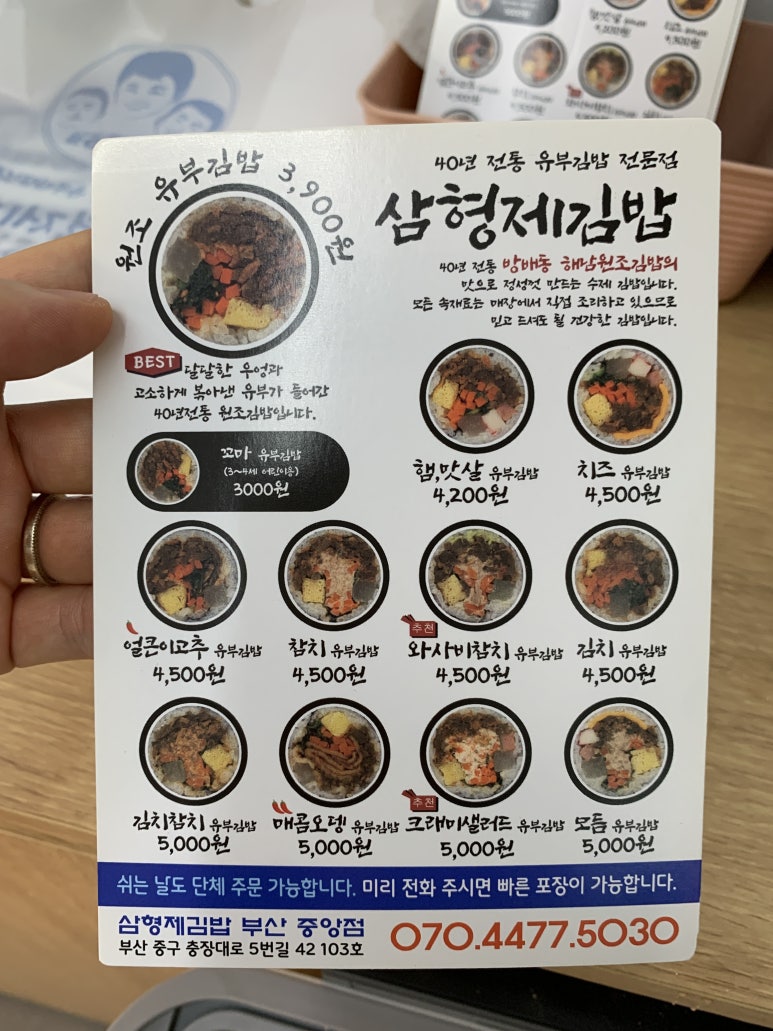 원조 유부김밥 3,900원
BEST 달달한 우엉과
고소하게 볶아낸 유부가 들어간
40년전통 원조김밥입니다.
꼬마 유부김밥
(3~4세 어린이용)
3000원
40년 전통 유부김밥 전문점
삼형제김밥
40년 전통 방배동 해남원조김밥의
맛으로 정성껏 만드는 수제 김밥입니다.
모든 속재료는 매장에서 직접 조리하고 있으므로
믿고 드셔도 될 건강한 김밥입니다.
햄,맛살 유부김밥
4,200원
치즈 유부김밥
4,500원
얼큰이고추 유부김밥
4,500원
참치 유부김밥
4,500원
추천
와사비참치 유부김밥
4,500원
김치 유부김밥
4,500원
김치참치 유부김밥
5,000원
매콤오뎅 유부김밥
5,000원
추천
크래미샐러드 유부김밥
5,000원
모듬 유부김밥
5,000원
쉬는 날도 단체 주문 가능합니다. 미리 전화 주시면 빠른 포장이 가능합니다.
삼형제김밥 부산 중앙점
부산 중구 충장대로 5번길 42 103호
070.4477.5030